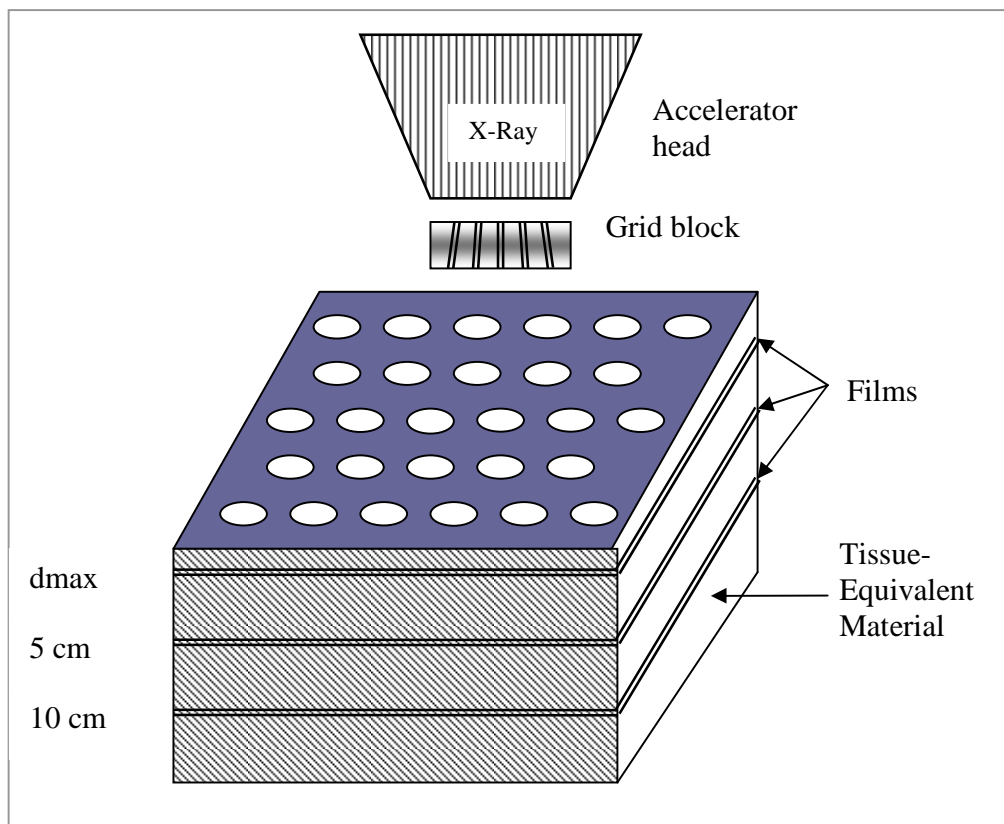 X-Ray
Accelerator
head
Grid block
Films
dmax
Tissue-
Equivalent
Material
5 cm
10 cm